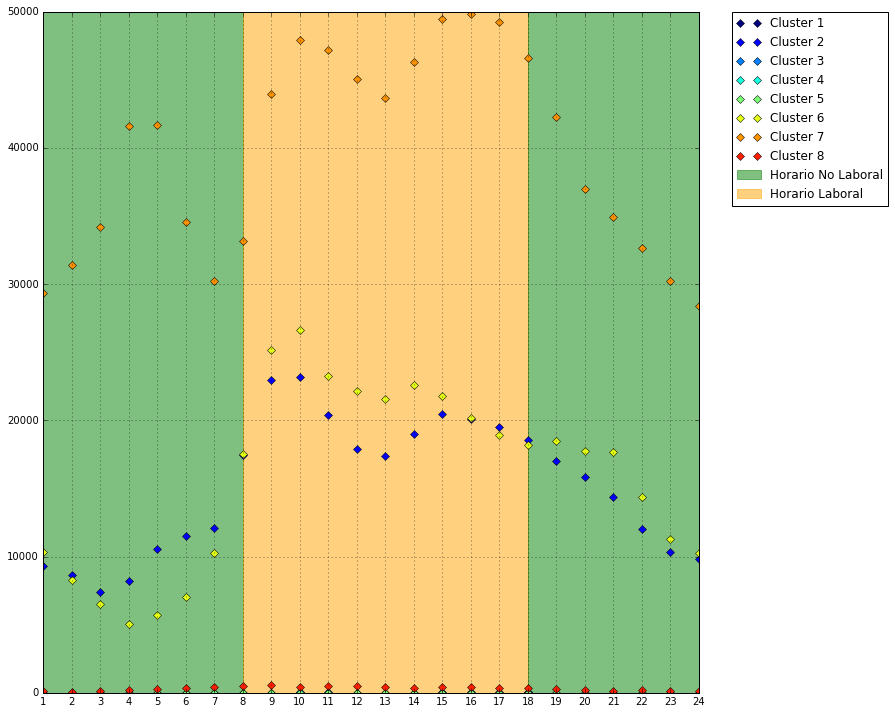 50000
40000
30000
20000
10000
0
1 2 3 4 5 6 7 8 9 10 11 12 13 14 15 16 17 18 19 20 21 22 23 24
Cluster 1
Cluster 2
Cluster 3
Cluster 4
Cluster 5
Cluster 6
Cluster 7
Cluster 8
Horario No Laboral
Horario Laboral